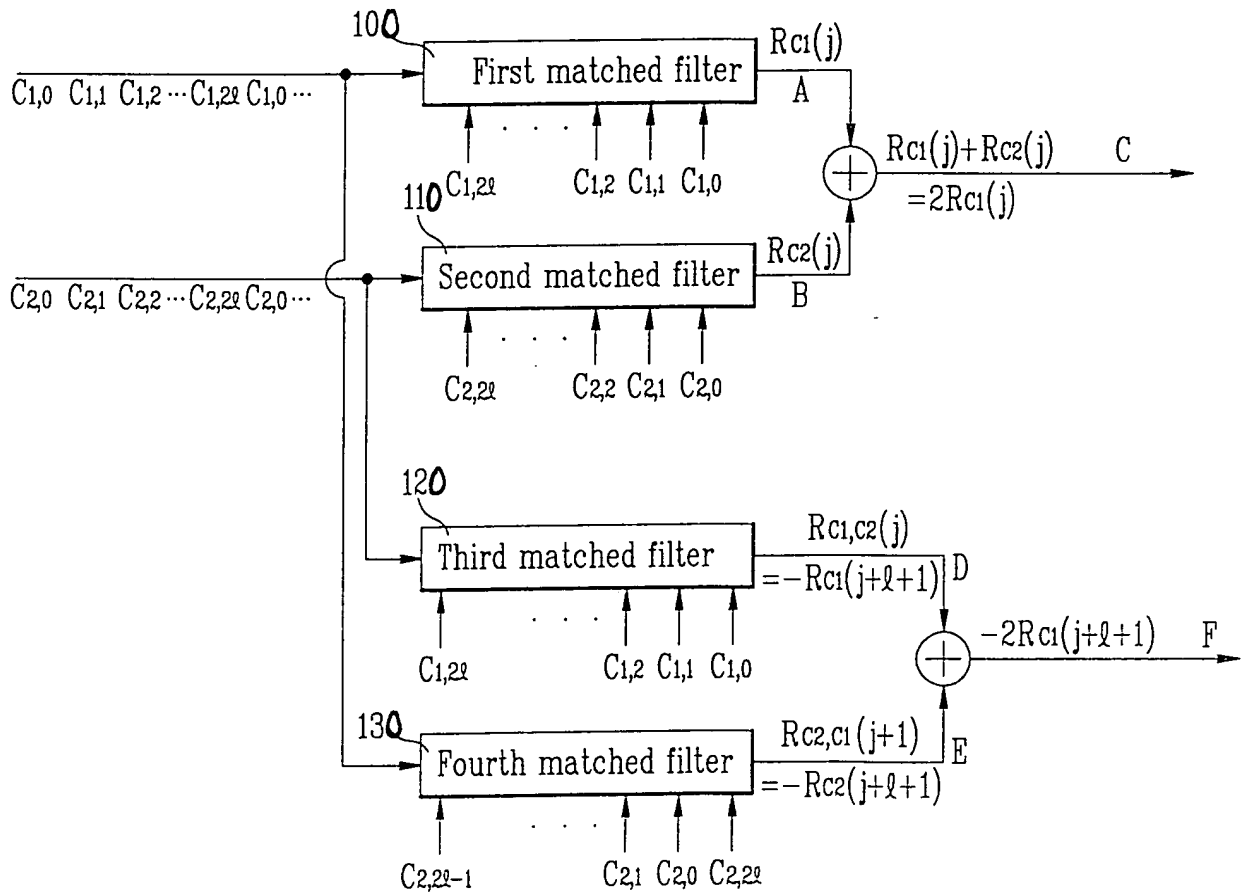 100
First matched filter
Rc1(j)
A
C1,0 C1,1 C1,2 ··· C1,2ℓ C1,0 ···
C1,2ℓ · · · C1,2 C1,1 C1,0
Rc1(j)+Rc2(j)
=2Rc1(j)
C
110
Second matched filter
Rc2(j)
B
C2,0 C2,1 C2,2 ··· C2,2ℓ C2,0 ···
C2,2ℓ · · · C2,2 C2,1 C2,0
120
Third matched filter
Rc1,c2(j)
=-Rc1(j+ℓ+1)
D
C1,2ℓ · · · C1,2 C1,1 C1,0
-2Rc1(j+ℓ+1)
F
130
Fourth matched filter
Rc2,c1(j+1)
=-Rc2(j+ℓ+1)
E
C2,2ℓ-1 · · · C2,1 C2,0 C2,2ℓ